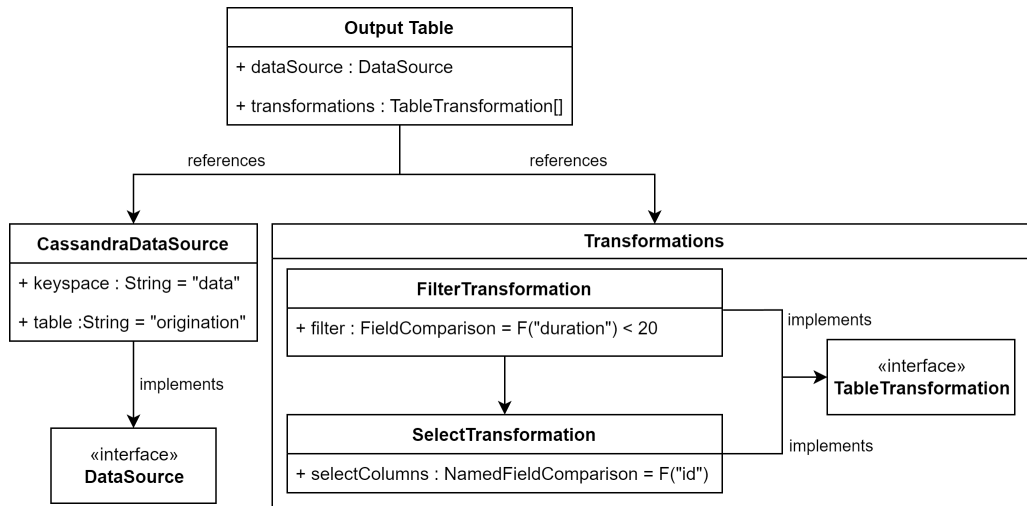 Output Table
+ dataSource : DataSource
+ transformations : TableTransformation[]
references
references
CassandraDataSource
+ keyspace : String = "data"
+ table :String = "origination"
implements
«interface»
DataSource
Transformations
FilterTransformation
+ filter : FieldComparison = F("duration") < 20
implements
«interface»
TableTransformation
SelectTransformation
+ selectColumns : NamedFieldComparison = F("id")
implements